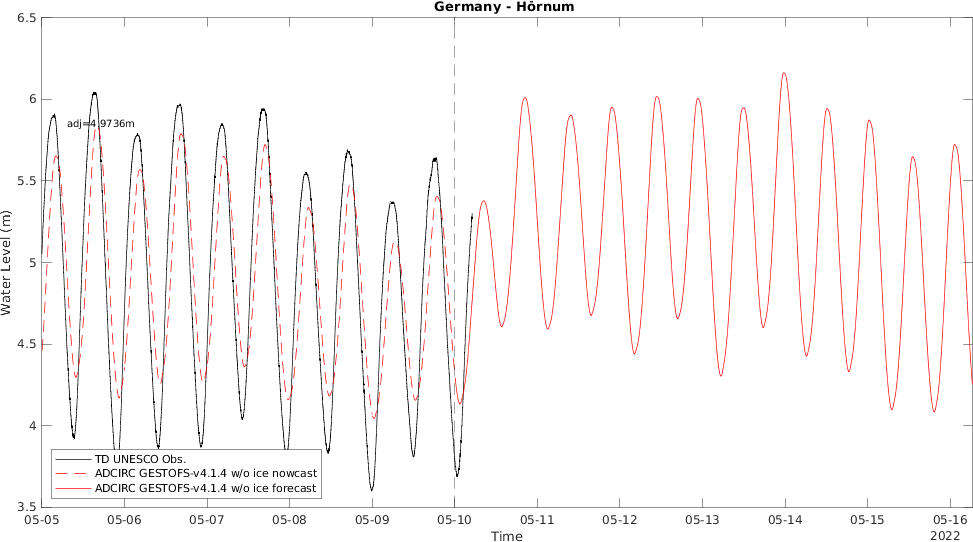 Germany - Hörnum
Water Level (m)
6.5
6
5.5
5
4.5
4
3.5
adj=4.9736m
TD UNESCO Obs.
ADCIRC GESTOFS-v4.1.4 w/o ice nowcast
ADCIRC GESTOFS-v4.1.4 w/o ice forecast
05-05 05-06 05-07 05-08 05-09 05-10 05-11 05-12 05-13 05-14 05-15 05-16
2022
Time